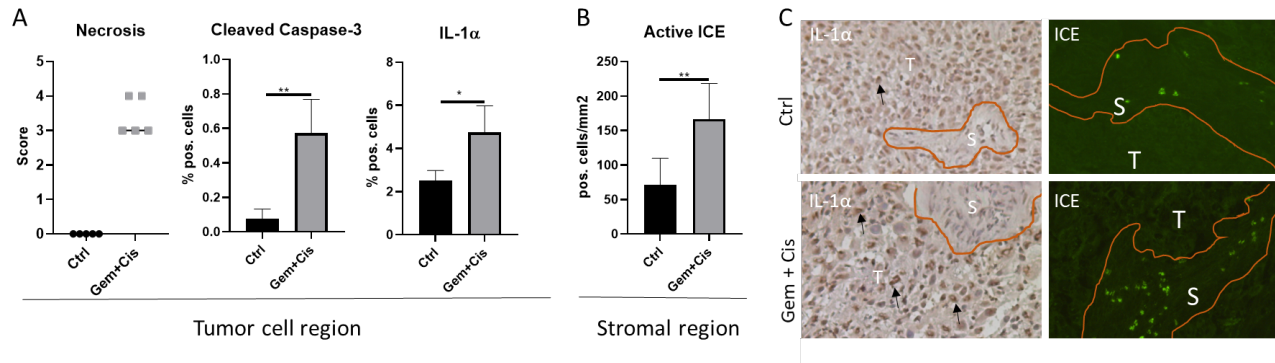 A
Necrosis
Score
5
4
3
2
1
0
Ctrl
Gem+Cis
Cleaved Caspase-3
% pos. cells
1.0
0.8
0.6
0.4
0.2
0.0
**
Ctrl
Gem+Cis
IL-1α
% pos. cells
8
6
4
2
0
*
Ctrl
Gem+Cis
Tumor cell region
B
Active ICE
pos. cells/mm2
250
200
150
100
50
0
**
Ctrl
Gem+Cis
Stromal region
C
Ctrl
IL-1α
T
S
ICE
S
T
Gem + Cis
IL-1α
S
T
ICE
T
S